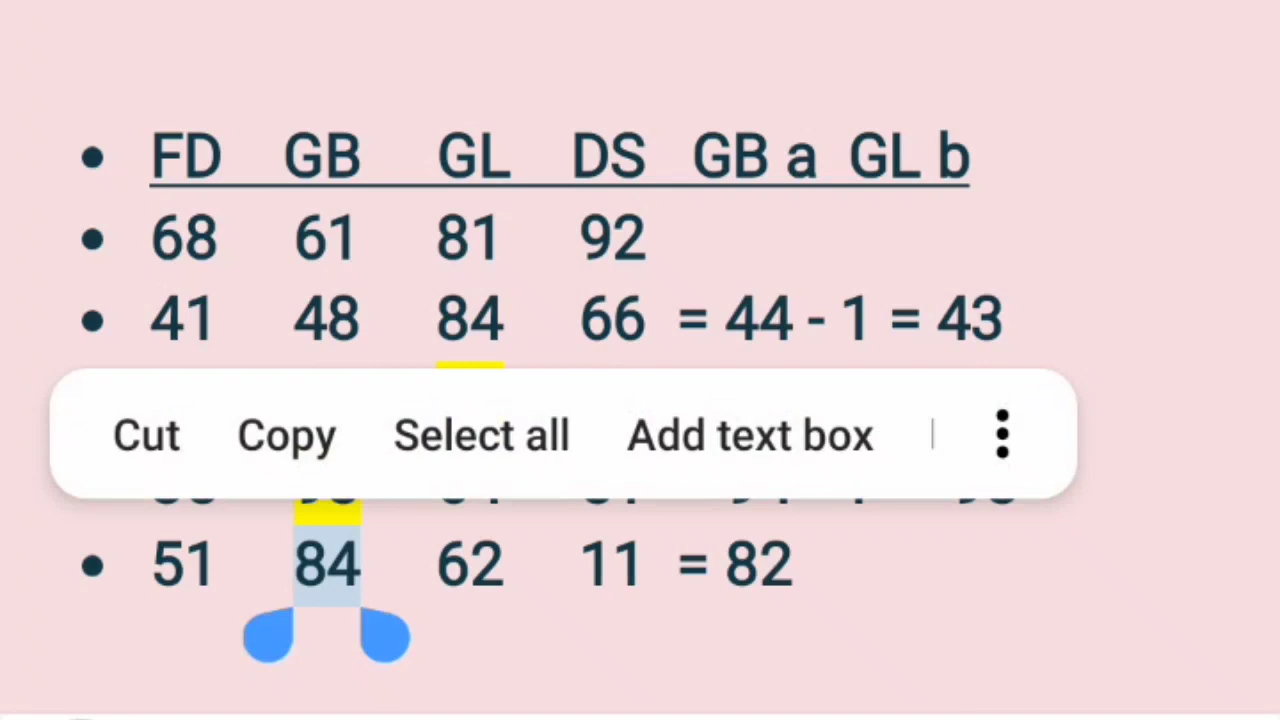 • FD GB GL DS GB a GL b
• 68 61 81 92
• 41 48 84 66 = 44 - 1 = 43
Cut Copy Select all Add text box
• 51 84 62 11 = 82